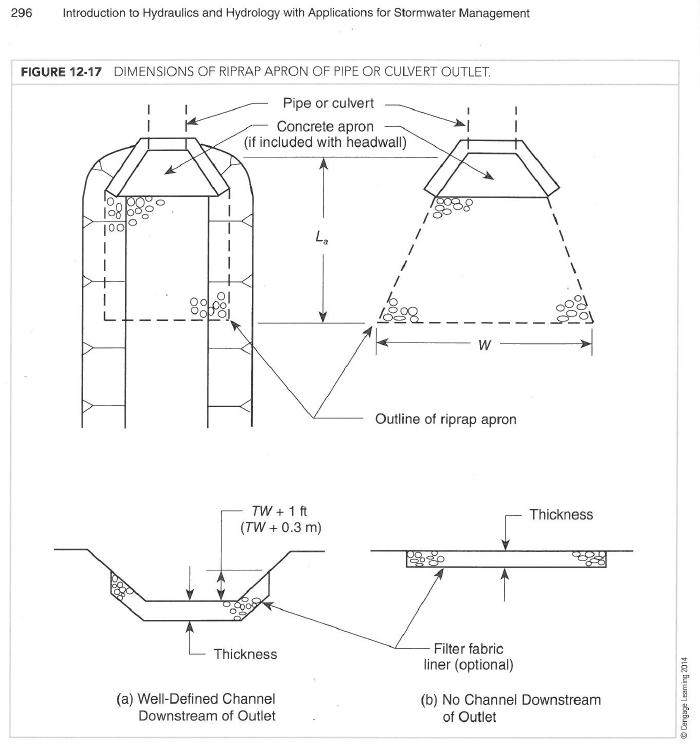 296 Introduction to Hydraulics and Hydrology with Applications for Stormwater Management
FIGURE 12-17 DIMENSIONS OF RIPRAP APRON OF PIPE OR CULVERT OUTLET.
Pipe or culvert
Concrete apron
(if included with headwall)
La
W
Outline of riprap apron
TW + 1 ft
(TW + 0.3 m)
Thickness
Thickness
Filter fabric
liner (optional)
(a) Well-Defined Channel
Downstream of Outlet
(b) No Channel Downstream
of Outlet
© Cengage Learning 2014